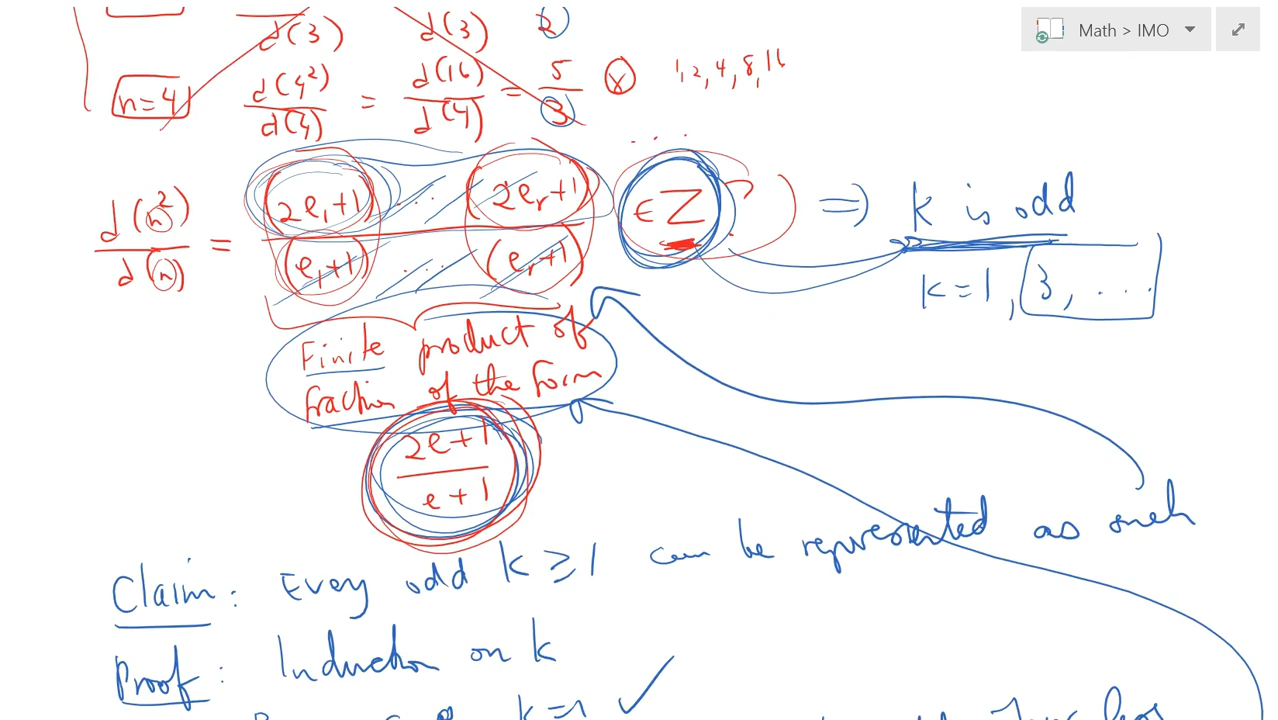 Math > IMO
d(3) d(3) 2
n=4 d(4²)/d(4) = d(16)/d(4) = 5/3 x 1, 2, 4, 8, 16
d(n²)/d(n) = (2e₁+1) ... (2eᵣ+1) / (e₁+1) ... (eᵣ+1) ∈ Z ? ) => k is odd
k=1, 3, ...
Finite product of
fraction of the form
2e+1
e+1
Claim: Every odd k ≥ 1 can be represented as such
Proof: Induction on k
k=1 ✓